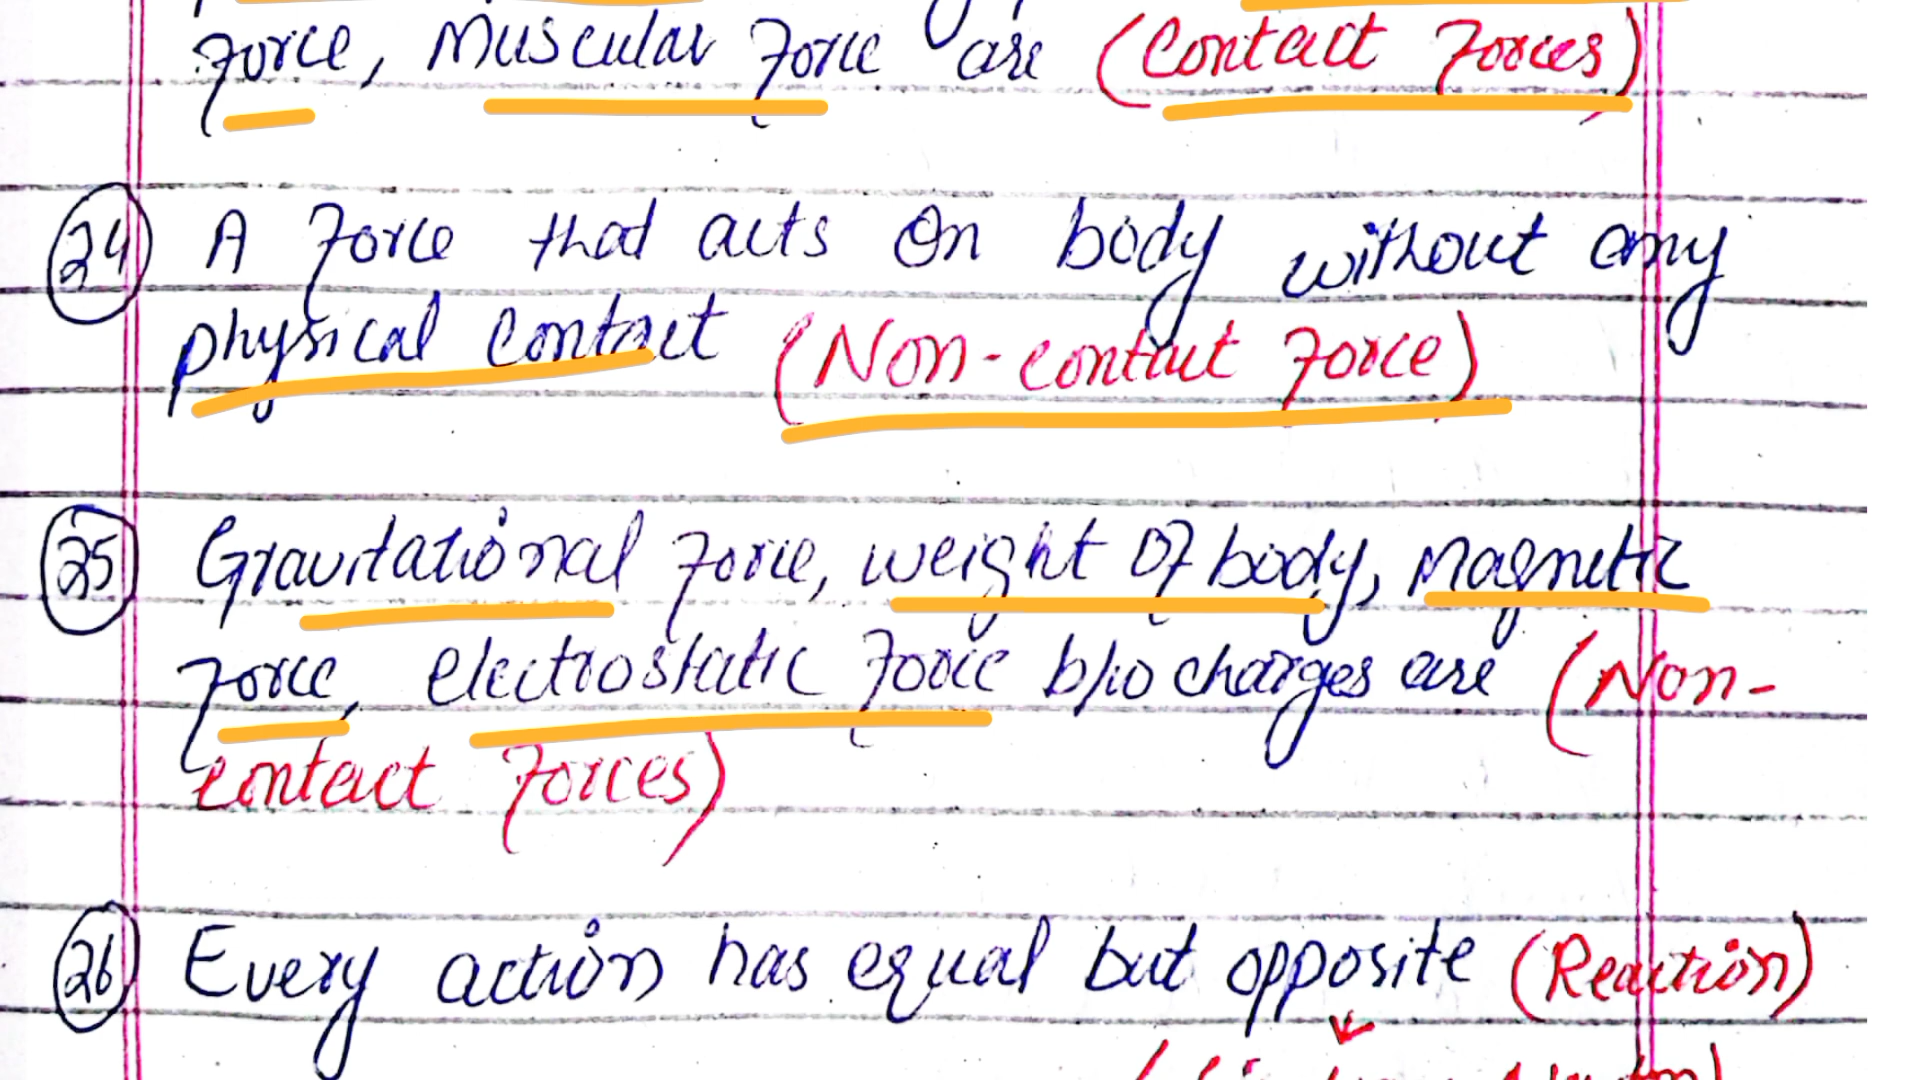 force, Muscular force are (Contact forces)
24 A force that acts on body without any
physical contact (Non-contact force)
25 Gravitational force, weight of body, Magnetic
force, electrostatic force b/w charges are (Non-
contact forces)
26 Every action has equal but opposite (Reaction)